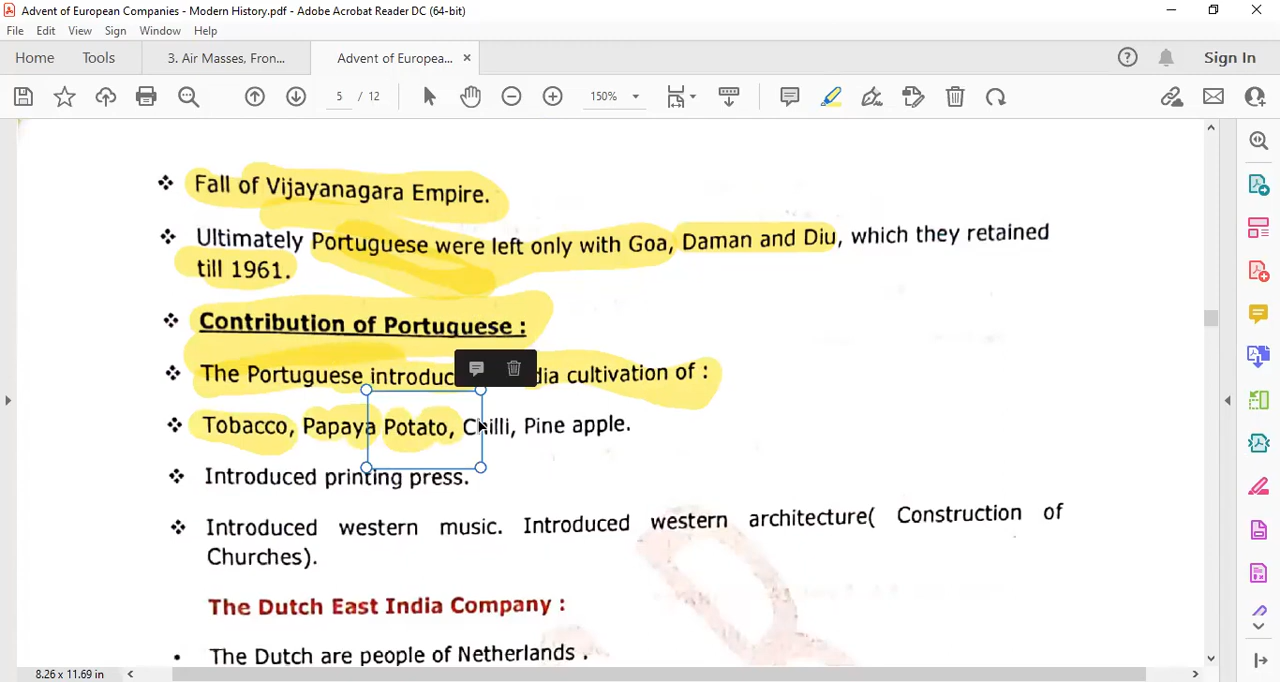 Advent of European Companies - Modern History.pdf - Adobe Acrobat Reader DC (64-bit)
File Edit View Sign Window Help
Home Tools 3. Air Masses, Fron... Advent of Europea... × Sign In
5 / 12 150%
Fall of Vijayanagara Empire.
Ultimately Portuguese were left only with Goa, Daman and Diu, which they retained
till 1961.
Contribution of Portuguese :
The Portuguese introduc dia cultivation of :
Tobacco, Papaya Potato, Chilli, Pine apple.
Introduced printing press.
Introduced western music. Introduced western architecture( Construction of
Churches).
The Dutch East India Company :
The Dutch are people of Netherlands .
8.26 x 11.69 in